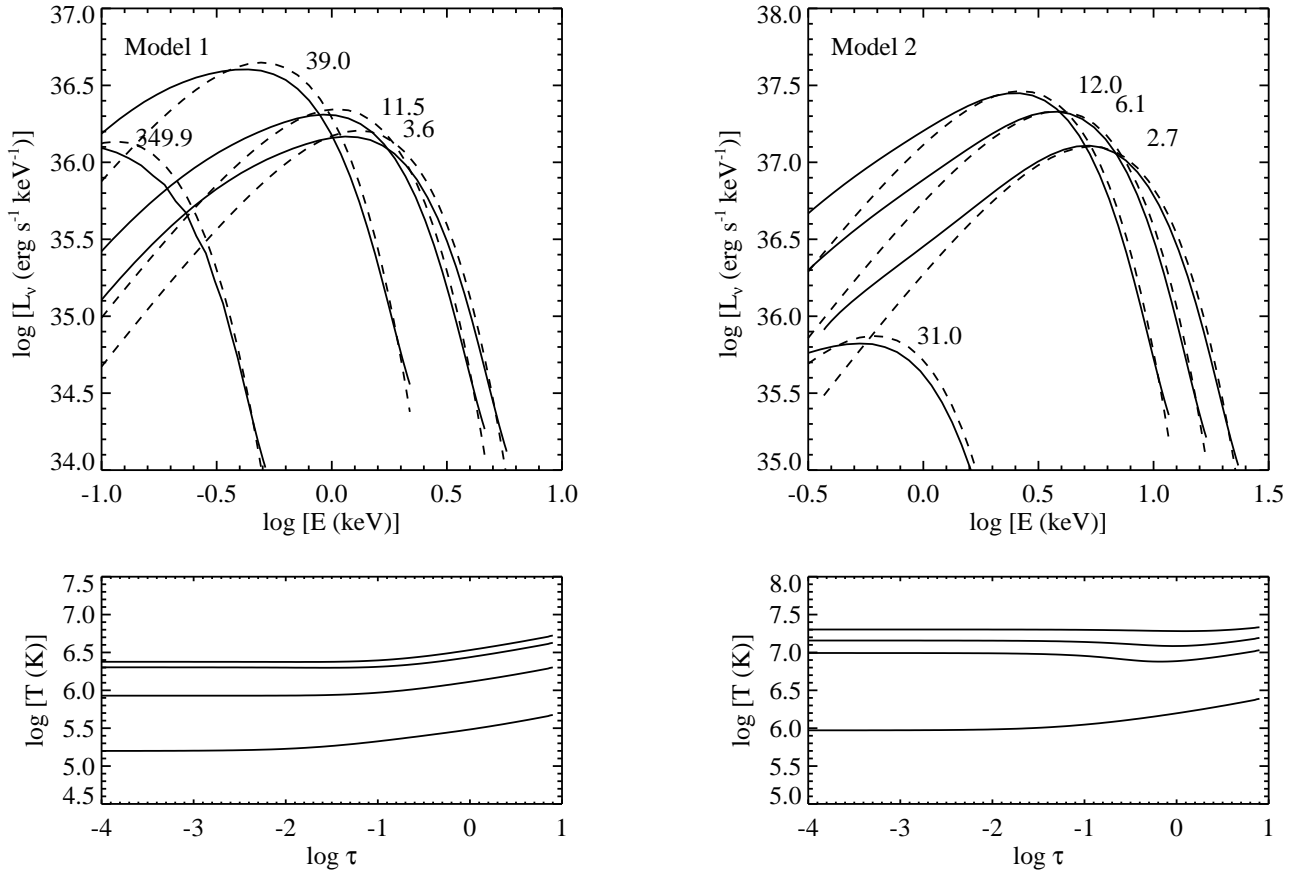 Model 1
39.0
11.5
3.6
349.9
37.0
36.5
36.0
35.5
35.0
34.5
34.0
log [Lν (erg s⁻¹ keV⁻¹)]
-1.0 -0.5 0.0 0.5 1.0
log [E (keV)]
Model 2
12.0
6.1
2.7
31.0
38.0
37.5
37.0
36.5
36.0
35.5
35.0
log [Lν (erg s⁻¹ keV⁻¹)]
-0.5 0.0 0.5 1.0 1.5
log [E (keV)]
7.5
7.0
6.5
6.0
5.5
5.0
4.5
log [T (K)]
-4 -3 -2 -1 0 1
log τ
8.0
7.5
7.0
6.5
6.0
5.5
5.0
log [T (K)]
-4 -3 -2 -1 0 1
log τ